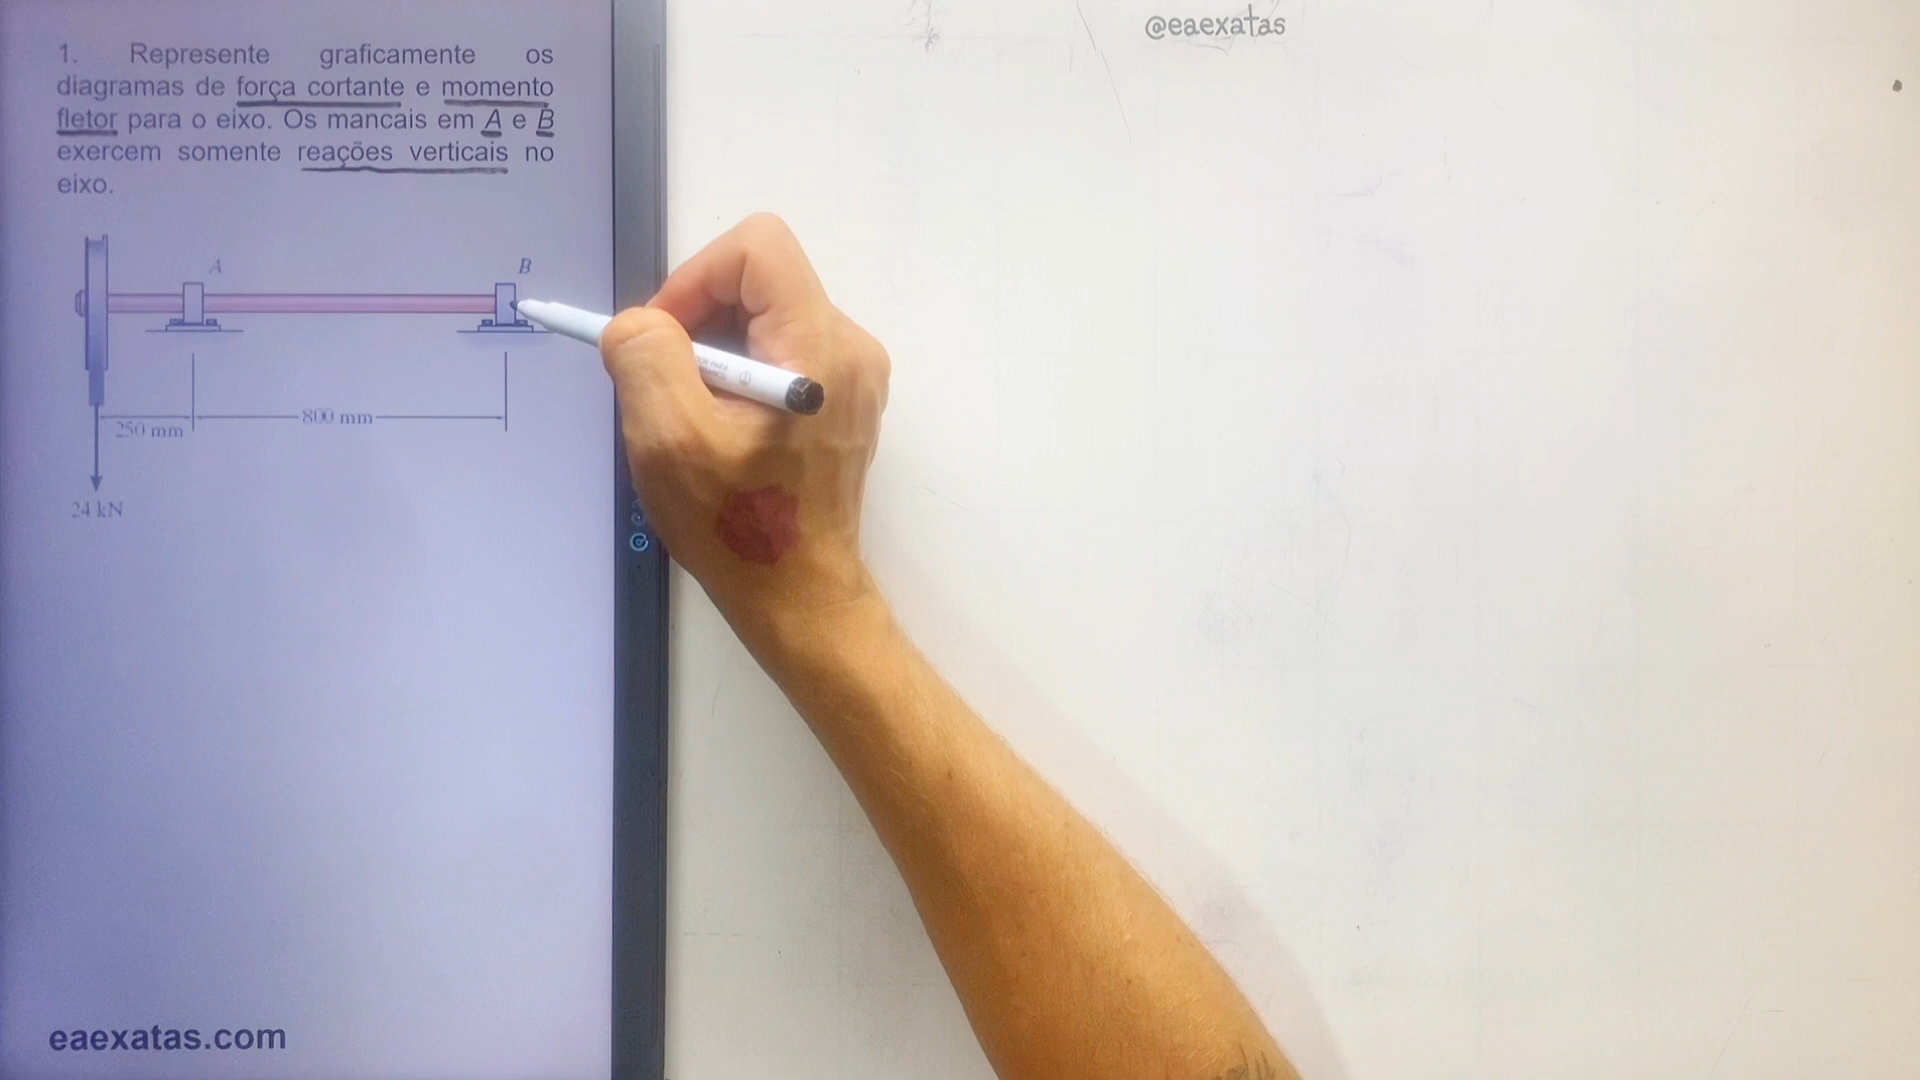 @eaexatas
1. Represente graficamente os
diagramas de força cortante e momento
fletor para o eixo. Os mancais em A e B
exercem somente reações verticais no
eixo.
A
B
800 mm
250 mm
24 kN
eaexatas.com